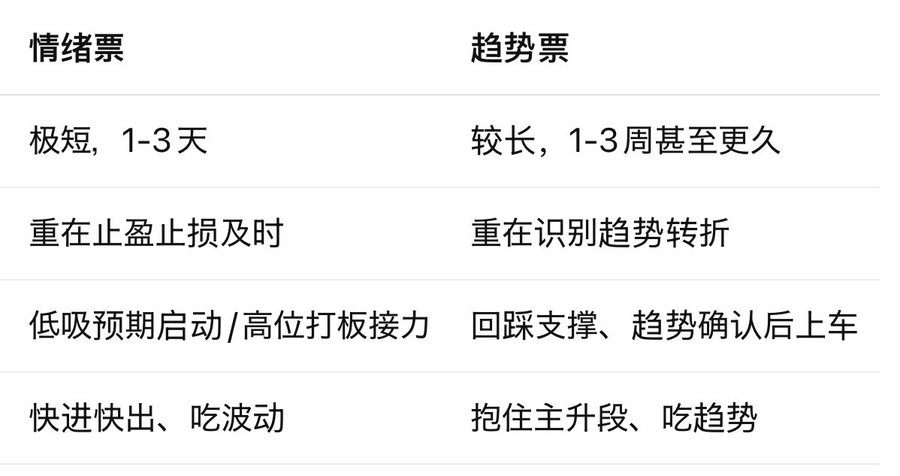 情绪票 趋势票
极短，1-3天 较长，1-3周甚至更久
重在止盈止损及时 重在识别趋势转折
低吸预期启动/高位打板接力 回踩支撑、趋势确认后上车
快进快出、吃波动 抱住主升段、吃趋势